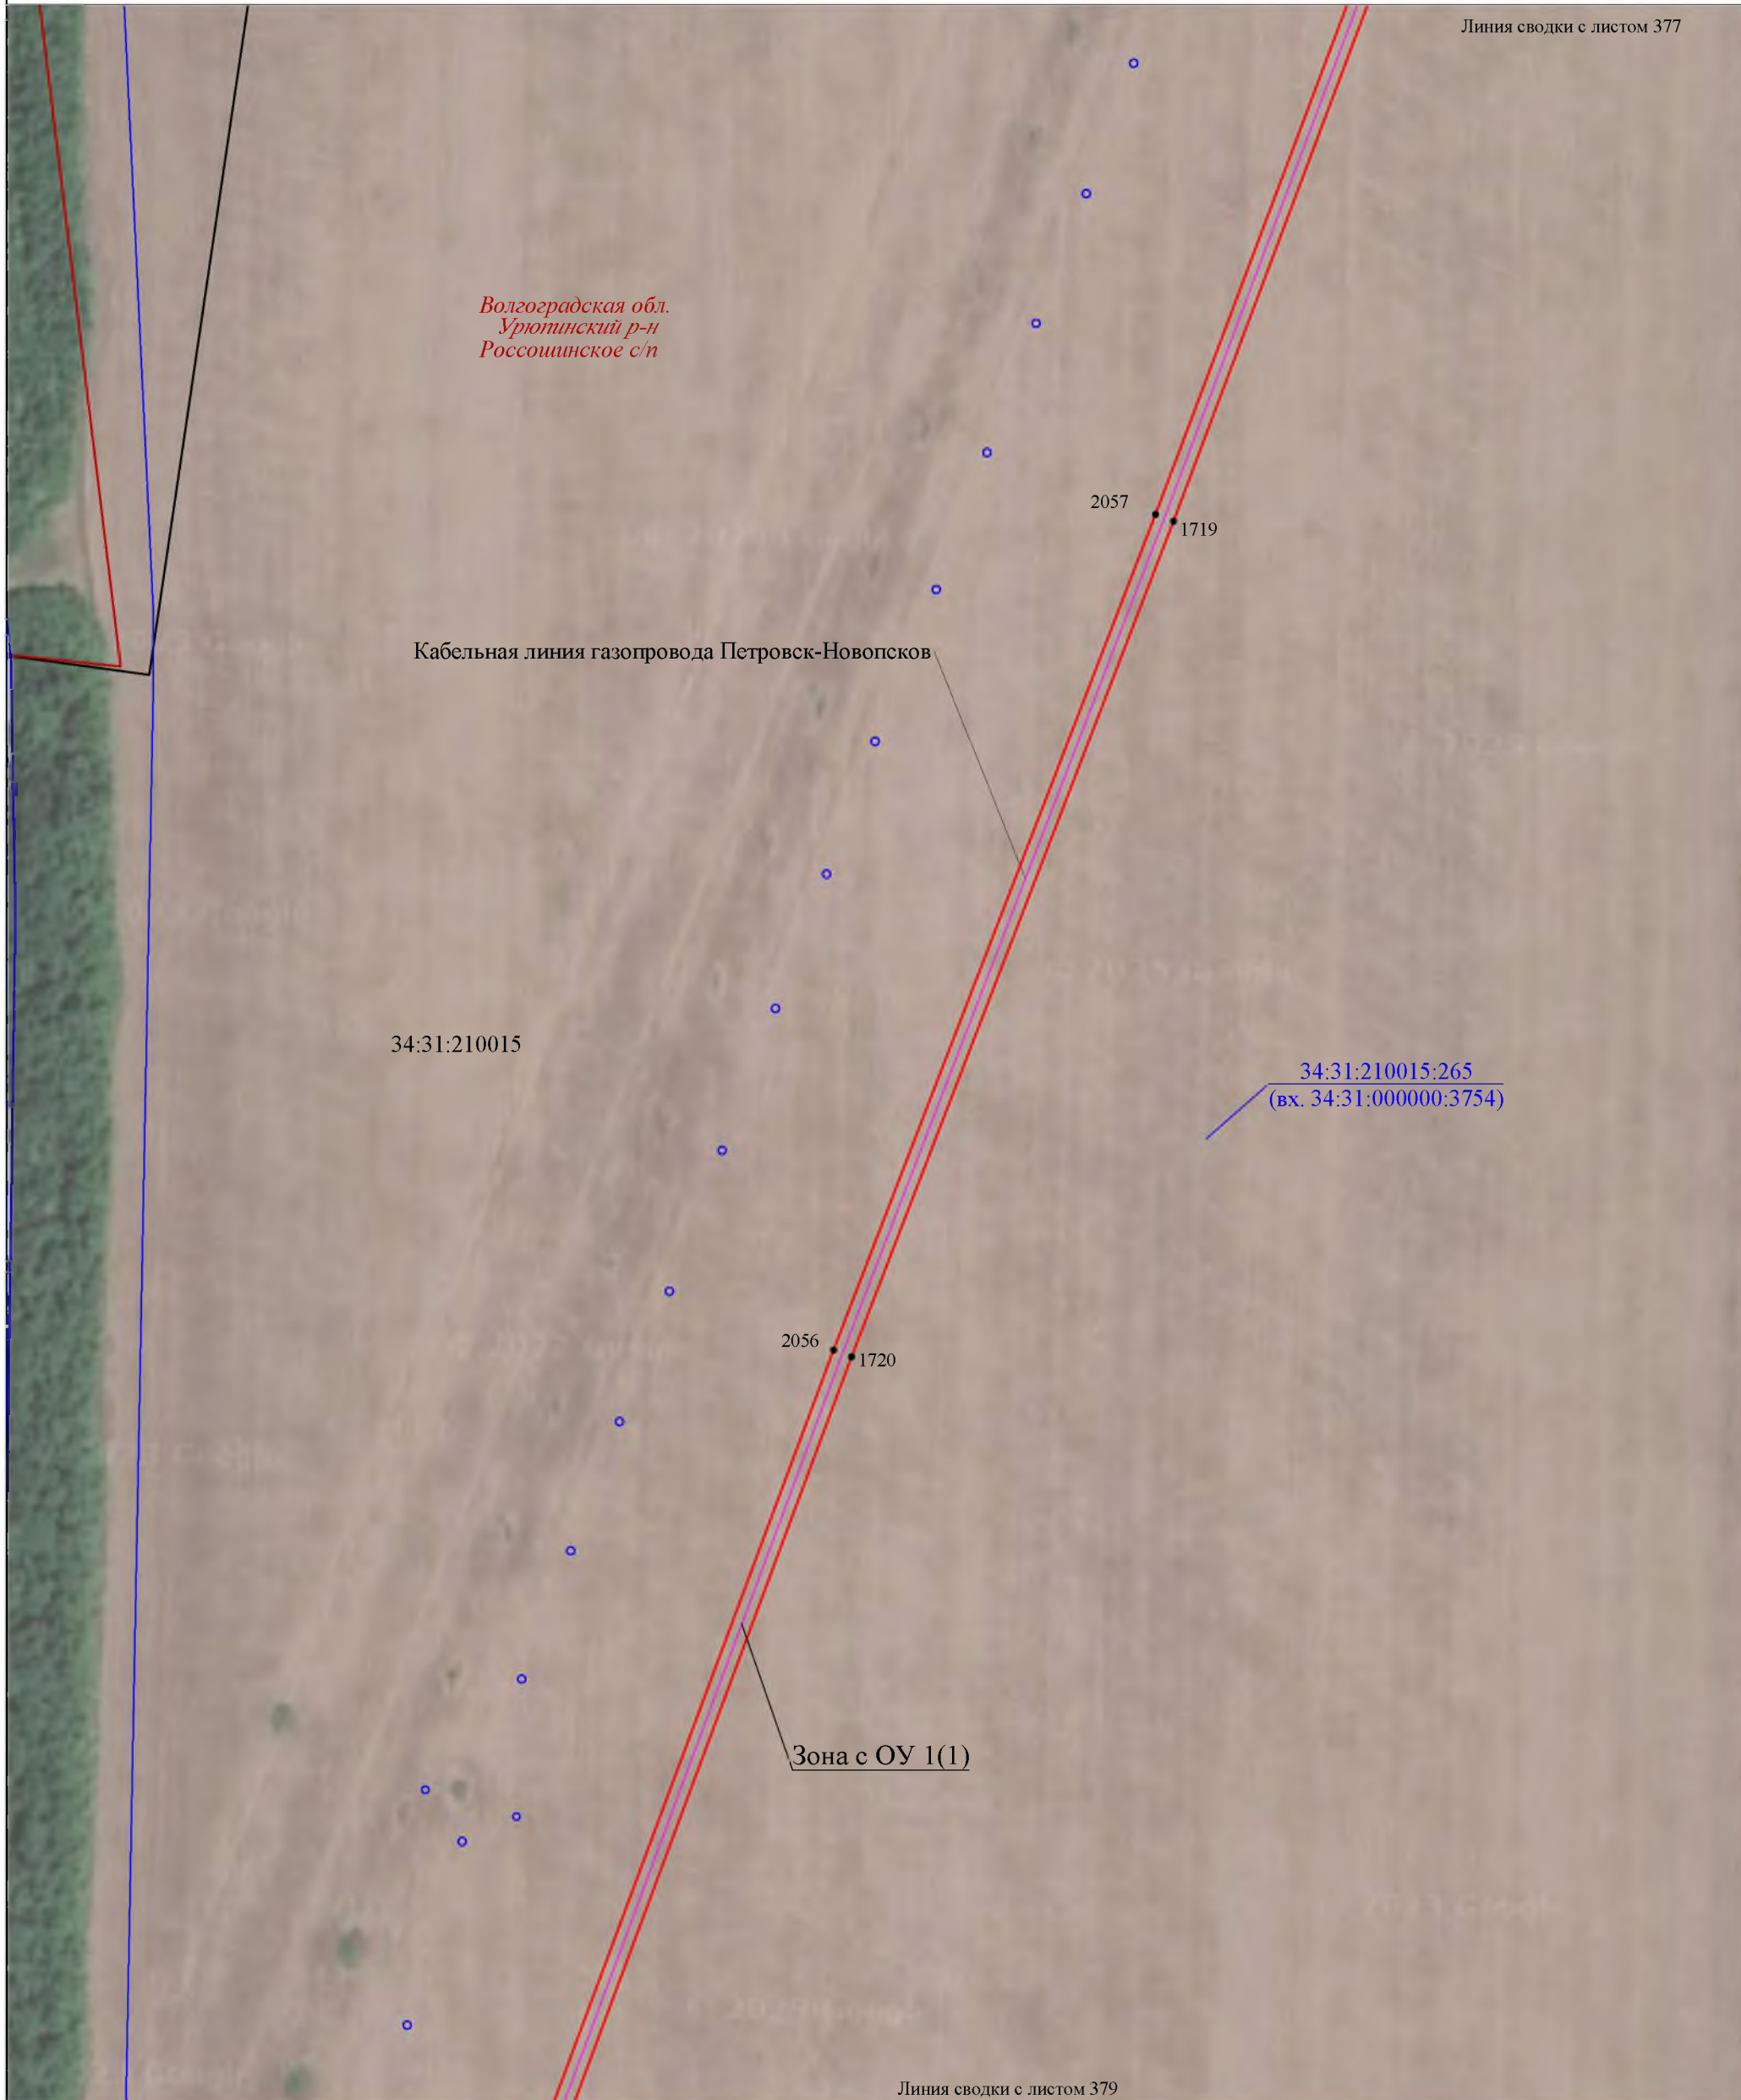 Линия сводки с листом 377
Волгоградская обл.
Урюпинский р-н
Россошинское с/п
2057
1719
Кабельная линия газопровода Петровск-Новопсков
34:31:210015
34:31:210015:265
(вх. 34:31:000000:3754)
2056
1720
Зона с ОУ 1(1)
Линия сводки с листом 379